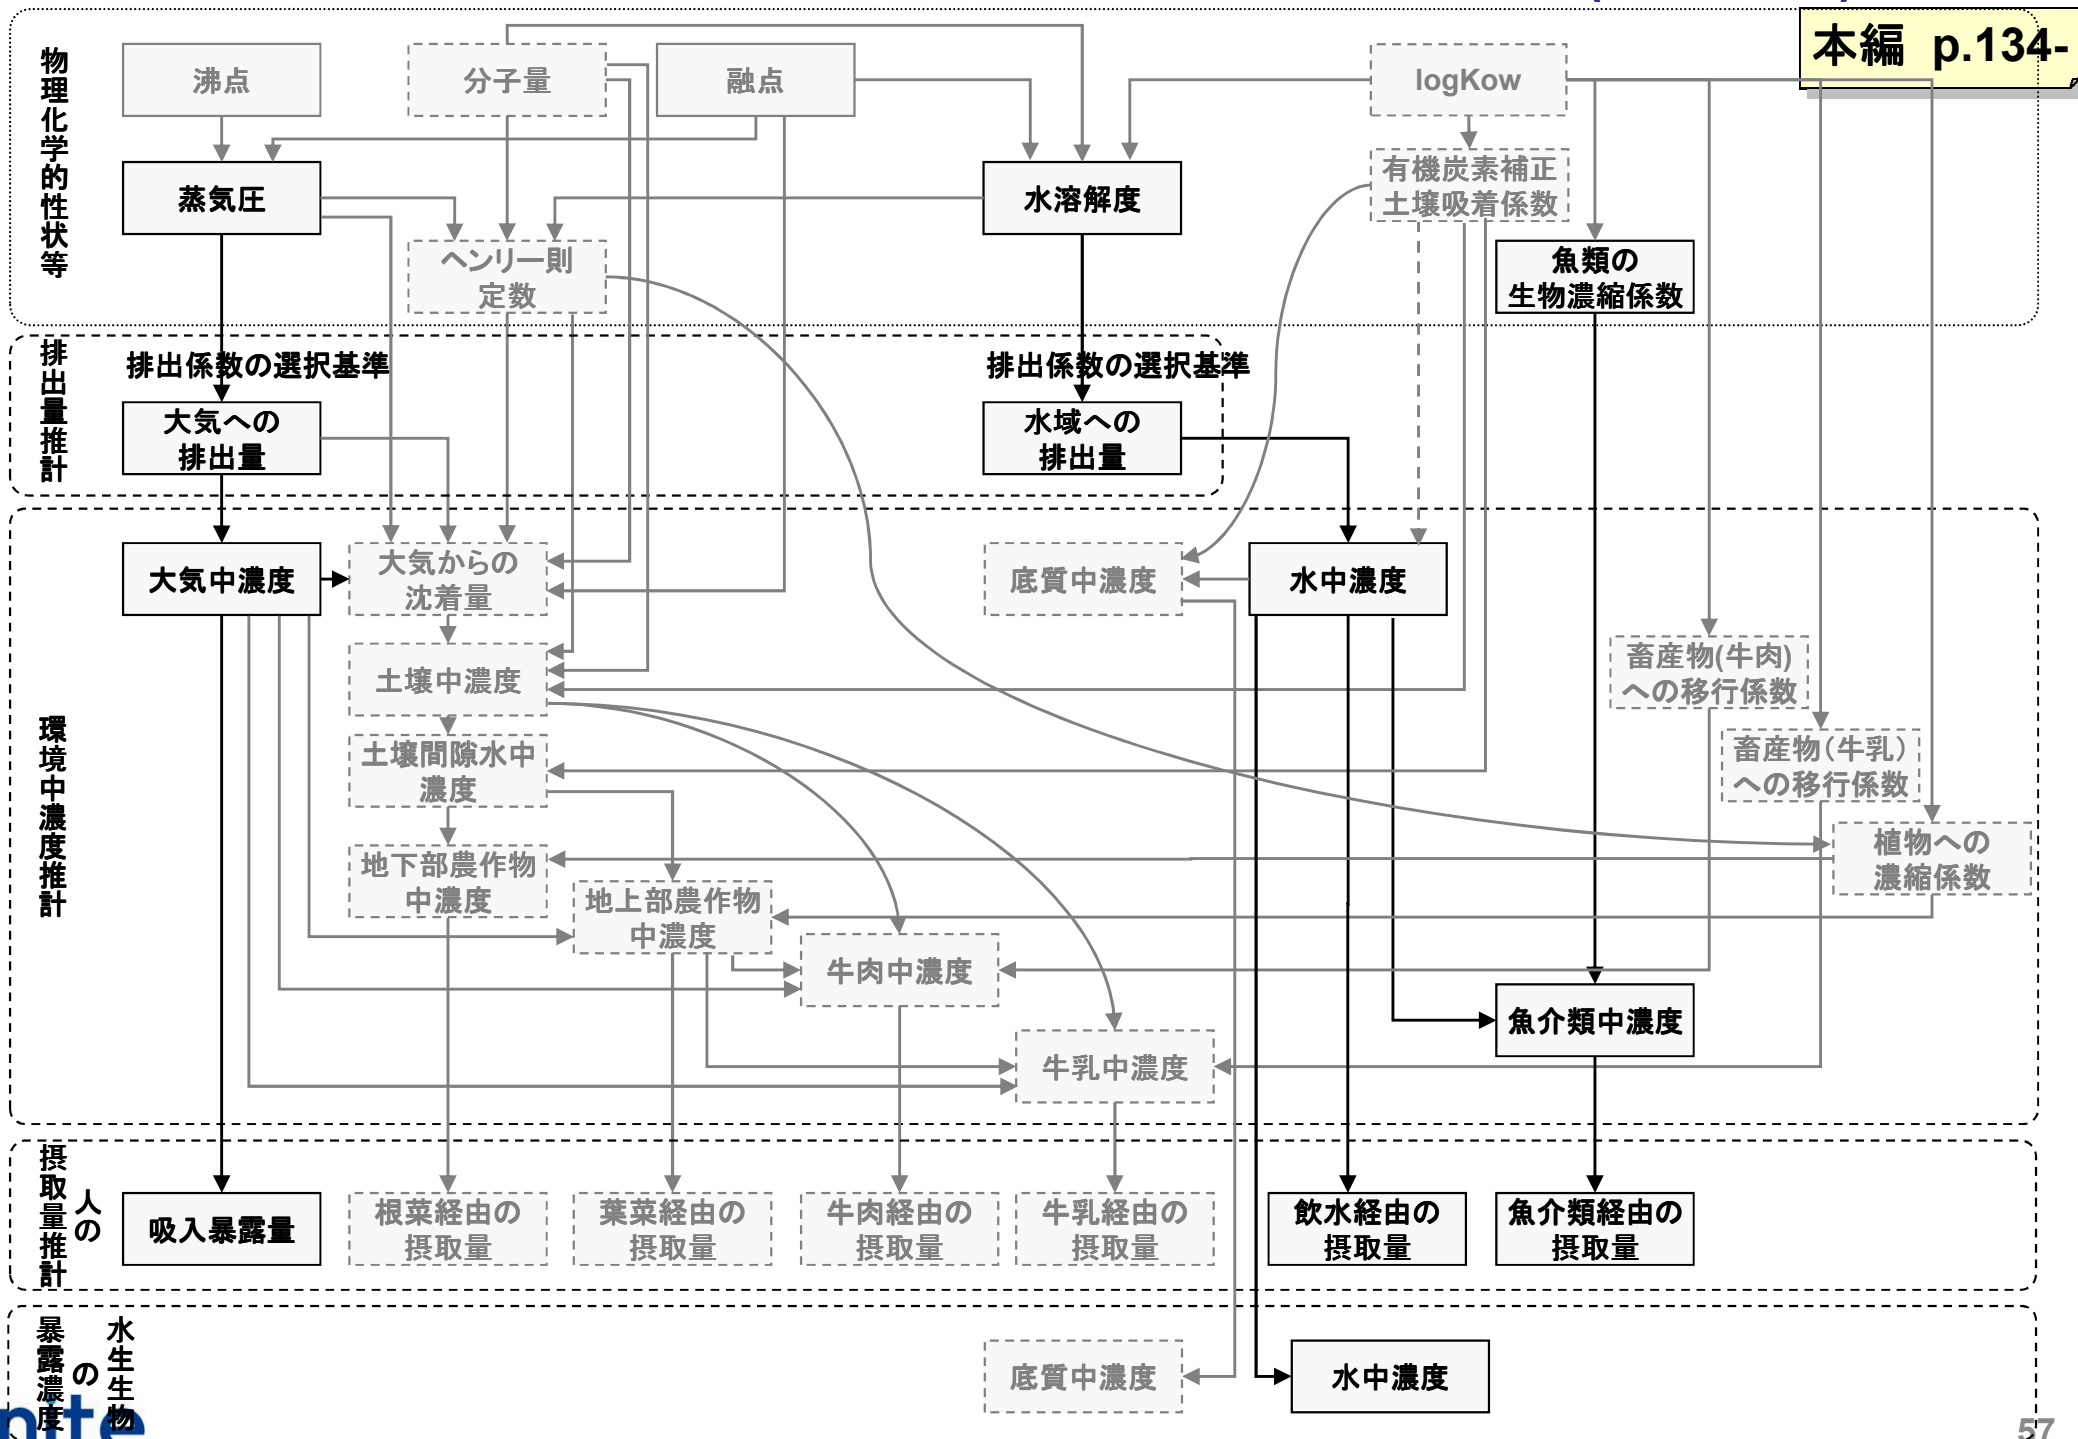 本編 p.134-
物理化学的性状等
沸点
分子量
融点
logKow
有機炭素補正
土壌吸着係数
蒸気圧
水溶解度
ヘンリー則
定数
魚類の
生物濃縮係数
排出量推計
排出係数の選択基準
排出係数の選択基準
大気への
排出量
水域への
排出量
環境中濃度推計
大気中濃度
大気からの
沈着量
底質中濃度
水中濃度
土壌中濃度
畜産物(牛肉)
への移行係数
土壌間隙水中
濃度
畜産物(牛乳)
への移行係数
地下部農作物
中濃度
植物への
濃縮係数
地上部農作物
中濃度
牛肉中濃度
魚介類中濃度
牛乳中濃度
人の
摂取量推計
吸入暴露量
根菜経由の
摂取量
葉菜経由の
摂取量
牛肉経由の
摂取量
牛乳経由の
摂取量
飲水経由の
摂取量
魚介類経由の
摂取量
水生生物
の
暴露濃度
底質中濃度
水中濃度
nite
57